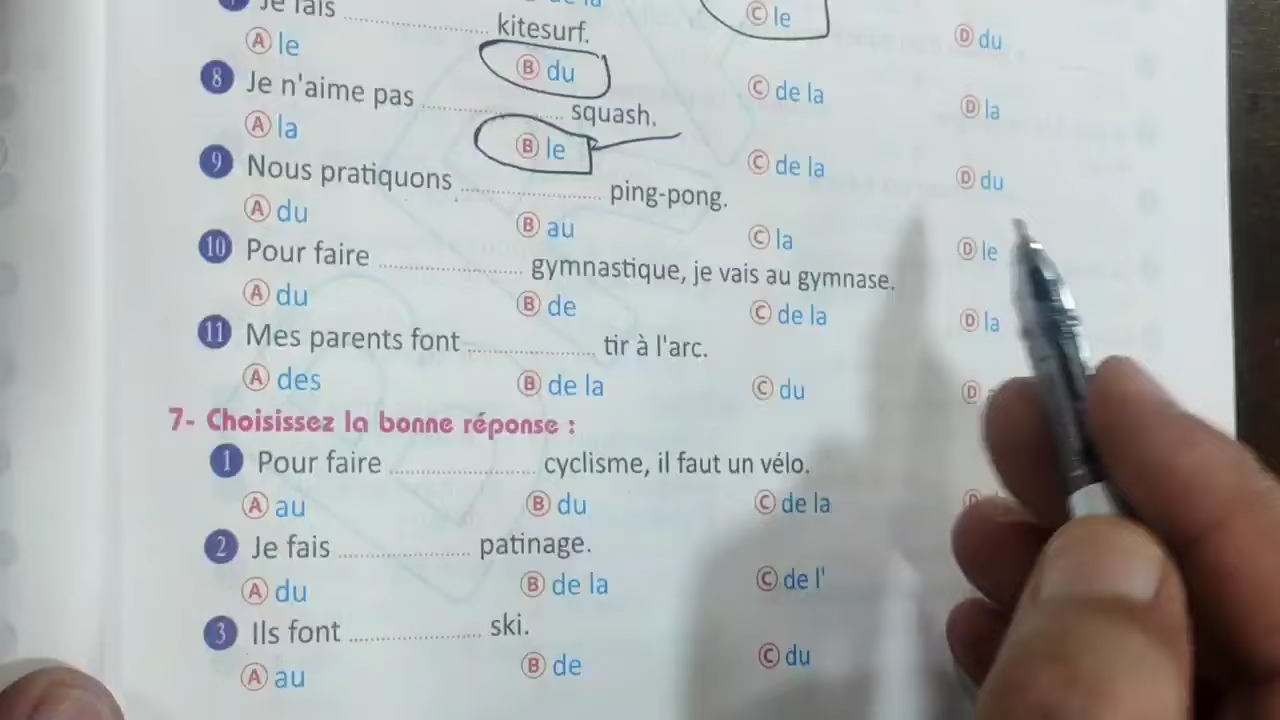 Je fais .................. kitesurf.
C le
A le B du C de la D du
8 Je n'aime pas .................. squash.
A la B le C de la D la
9 Nous pratiquons .................. ping-pong.
A du B au C la D du
10 Pour faire .................. gymnastique, je vais au gymnase.
A du B de C de la D le
11 Mes parents font .................. tir à l'arc.
D la
A des B de la C du D
7- Choisissez la bonne réponse :
1 Pour faire .................. cyclisme, il faut un vélo.
A au B du C de la D
2 Je fais .................. patinage.
A du B de la C de l'
3 Ils font .................. ski.
A au B de C du